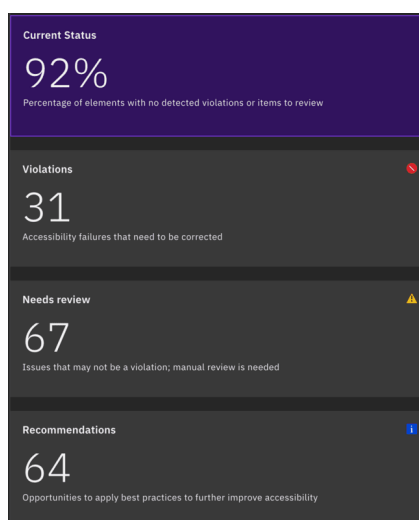 Current Status
92%
Percentage of elements with no detected violations or items to review
Violations
31
Accessibility failures that need to be corrected
Needs review
67
Issues that may not be a violation; manual review is needed
Recommendations
64
Opportunities to apply best practices to further improve accessibility